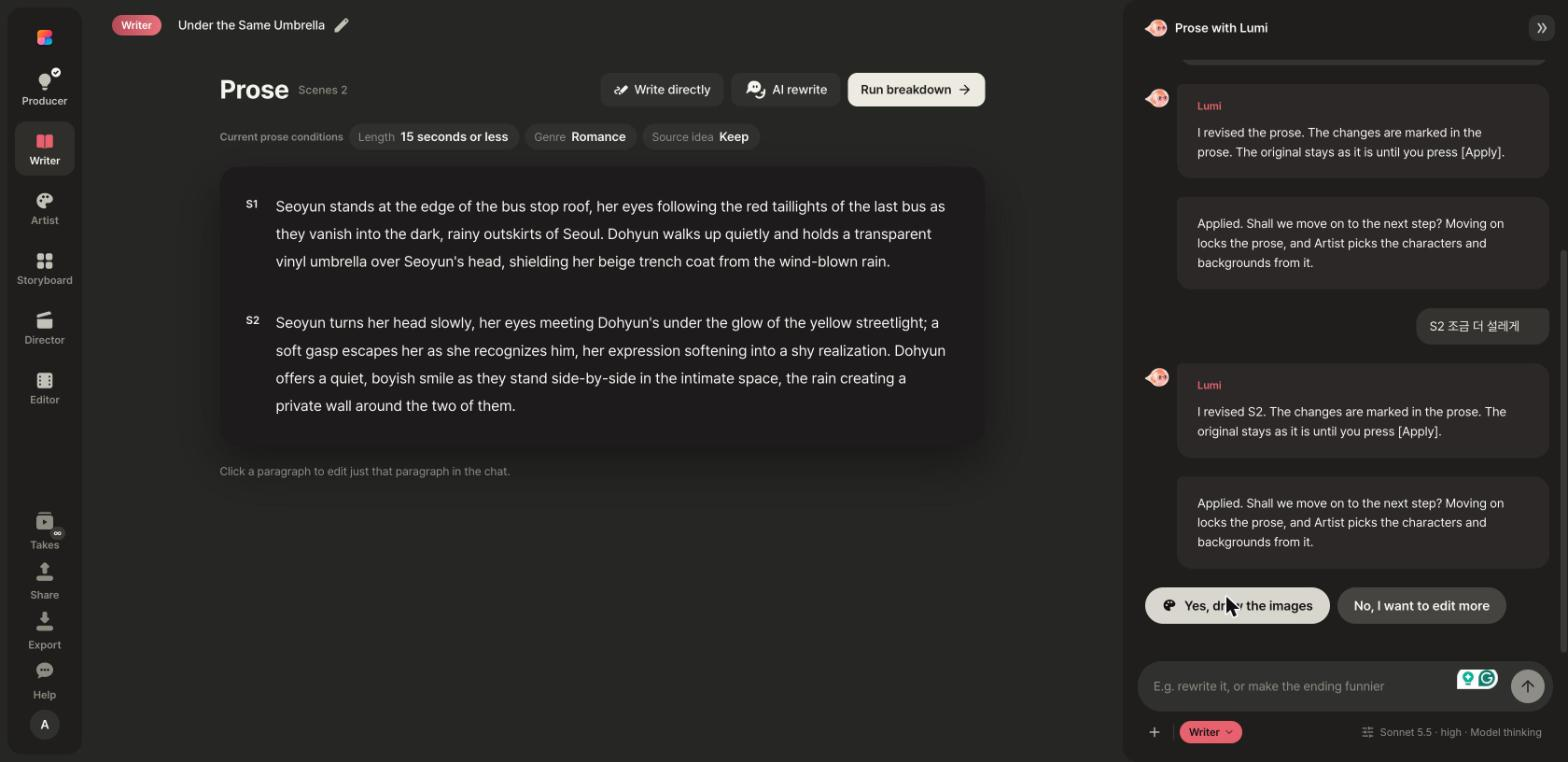 Writer
Under the Same Umbrella
Producer
Writer
Artist
Storyboard
Director
Editor
Takes
Share
Export
Help
A
Prose
Scenes 2
Write directly
AI rewrite
Run breakdown
Current prose conditions
Length 15 seconds or less
Genre Romance
Source idea Keep
S1
Seoyun stands at the edge of the bus stop roof, her eyes following the red taillights of the last bus as
they vanish into the dark, rainy outskirts of Seoul. Dohyun walks up quietly and holds a transparent
vinyl umbrella over Seoyun's head, shielding her beige trench coat from the wind-blown rain.
S2
Seoyun turns her head slowly, her eyes meeting Dohyun's under the glow of the yellow streetlight; a
soft gasp escapes her as she recognizes him, her expression softening into a shy realization. Dohyun
offers a quiet, boyish smile as they stand side-by-side in the intimate space, the rain creating a
private wall around the two of them.
Click a paragraph to edit just that paragraph in the chat.
Prose with Lumi
Lumi
I revised the prose. The changes are marked in the
prose. The original stays as it is until you press [Apply].
Applied. Shall we move on to the next step? Moving on
locks the prose, and Artist picks the characters and
backgrounds from it.
S2 조금 더 설레게
Lumi
I revised S2. The changes are marked in the prose. The
original stays as it is until you press [Apply].
Applied. Shall we move on to the next step? Moving on
locks the prose, and Artist picks the characters and
backgrounds from it.
Yes, the images
No, I want to edit more
E.g. rewrite it, or make the ending funnier
Writer
Sonnet 5.5 · high · Model thinking